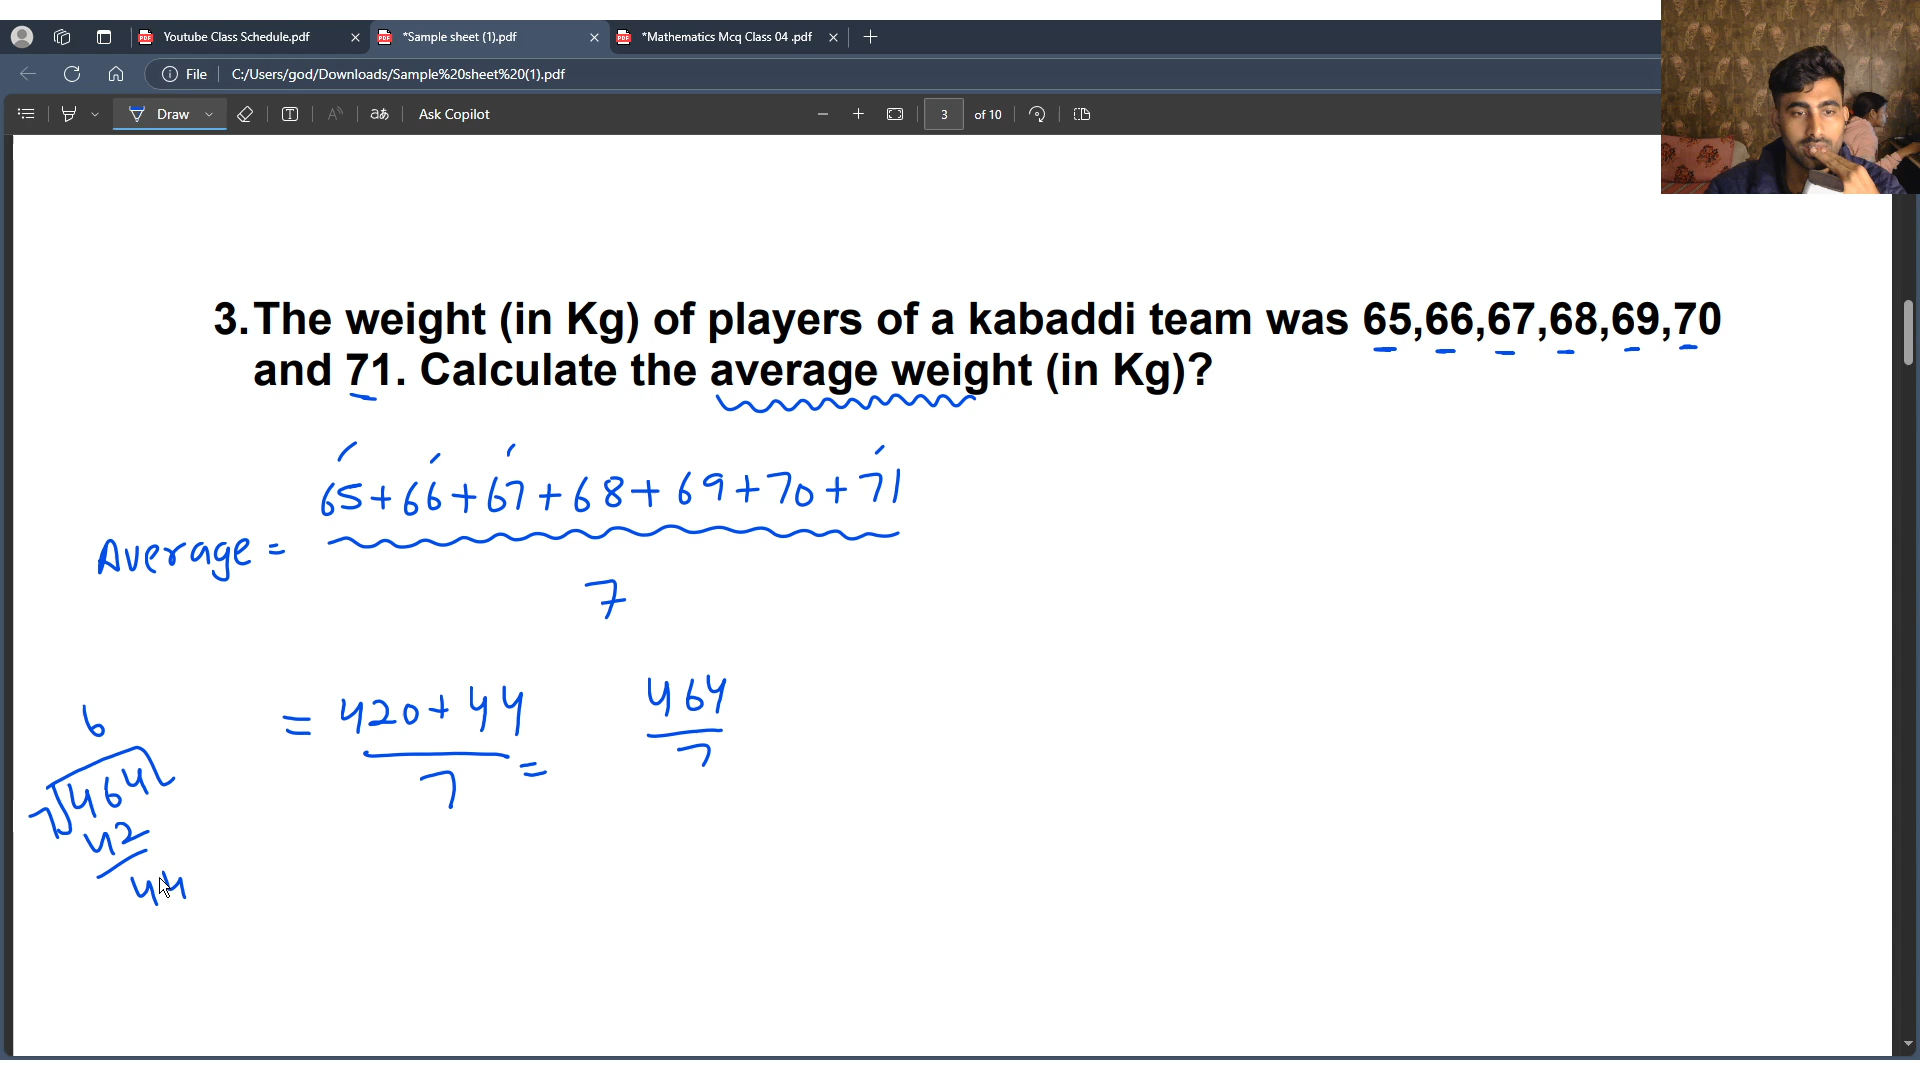 Youtube Class Schedule.pdf
*Sample sheet (1).pdf
*Mathematics Mcq Class 04 .pdf
File
C:/Users/god/Downloads/Sample%20sheet%20(1).pdf
Draw
aあ
Ask Copilot
3
of 10
3. The weight (in Kg) of players of a kabaddi team was 65,66,67,68,69,70
and 71. Calculate the average weight (in Kg)?
65+66+67+68+69+70+71
Average =
7
= 420+44
7
=
464
7
6
7 464
42
44